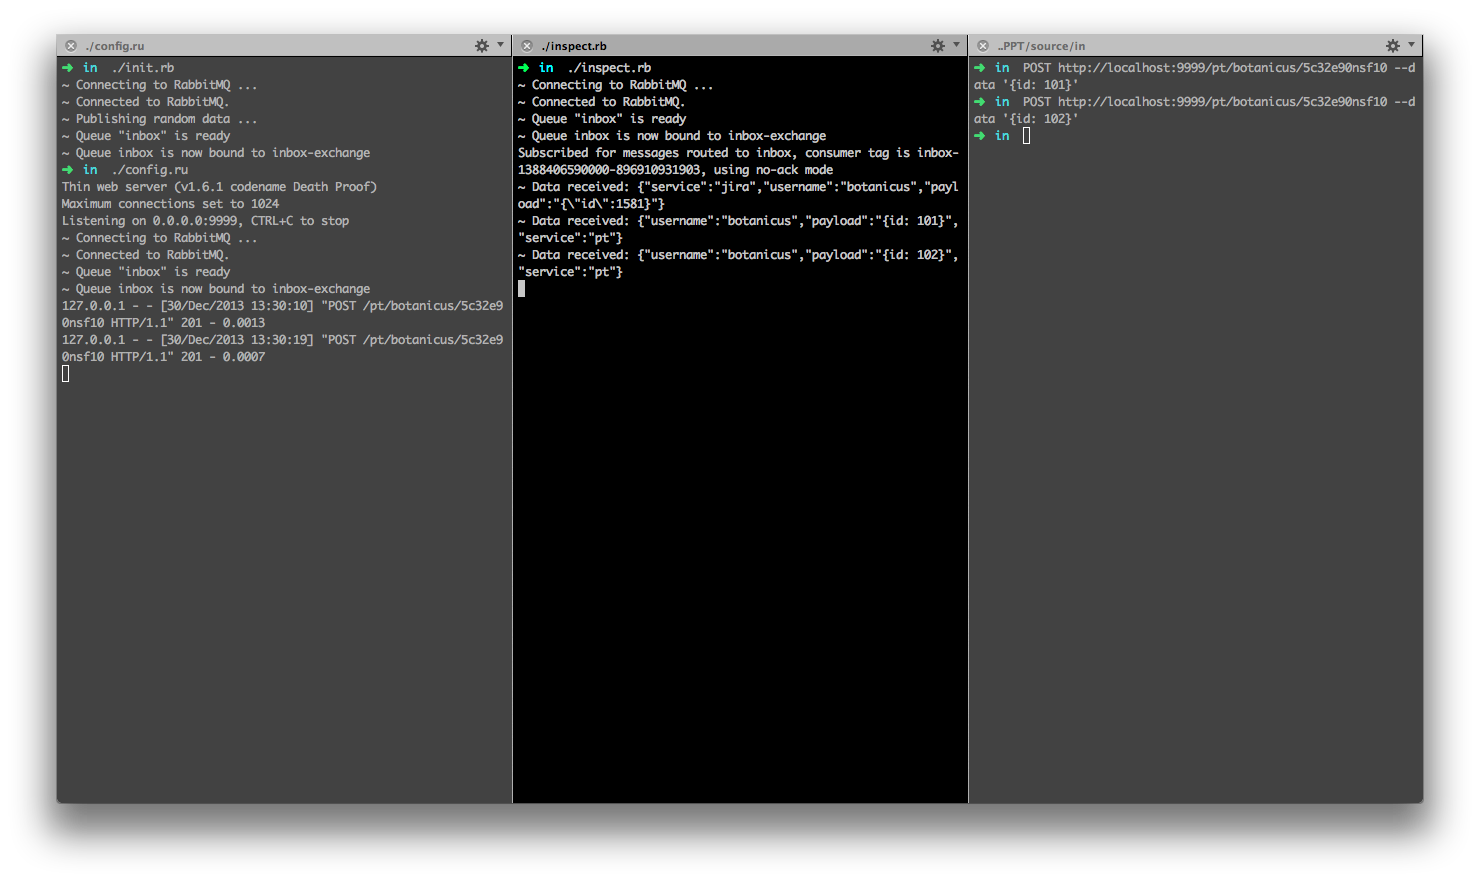 ./config.ru
➜ in ./init.rb
~ Connecting to RabbitMQ ...
~ Connected to RabbitMQ.
~ Publishing random data ...
~ Queue "inbox" is ready
~ Queue inbox is now bound to inbox-exchange
➜ in ./config.ru
Thin web server (v1.6.1 codename Death Proof)
Maximum connections set to 1024
Listening on 0.0.0.0:9999, CTRL+C to stop
~ Connecting to RabbitMQ ...
~ Connected to RabbitMQ.
~ Queue "inbox" is ready
~ Queue inbox is now bound to inbox-exchange
127.0.0.1 - - [30/Dec/2013 13:30:10] "POST /pt/botanicus/5c32e9
0nsf10 HTTP/1.1" 201 - 0.0013
127.0.0.1 - - [30/Dec/2013 13:30:19] "POST /pt/botanicus/5c32e9
0nsf10 HTTP/1.1" 201 - 0.0007
./inspect.rb
➜ in ./inspect.rb
~ Connecting to RabbitMQ ...
~ Connected to RabbitMQ.
~ Queue "inbox" is ready
~ Queue inbox is now bound to inbox-exchange
Subscribed for messages routed to inbox, consumer tag is inbox-
1388406590000-896910931903, using no-ack mode
~ Data received: {"service":"jira","username":"botanicus","payl
oad":"{\"id\":1581}"}
~ Data received: {"username":"botanicus","payload":"{id: 101}",
"service":"pt"}
~ Data received: {"username":"botanicus","payload":"{id: 102}",
"service":"pt"}
..PPT/source/in
➜ in POST http://localhost:9999/pt/botanicus/5c32e90nsf10 --d
ata '{id: 101}'
➜ in POST http://localhost:9999/pt/botanicus/5c32e90nsf10 --d
ata '{id: 102}'
➜ in